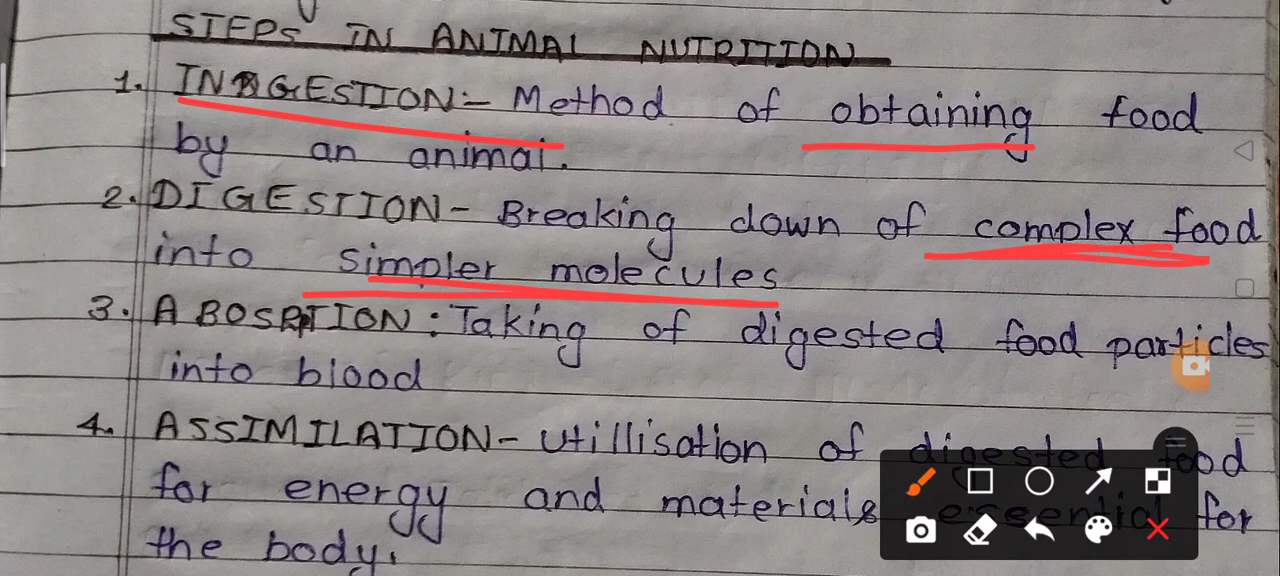 STEPS IN ANIMAL NUTRITION
1. INGESTION:- Method of obtaining food
by an animal.
2. DIGESTION- Breaking down of complex food
into simpler molecules
3. ABOSRPTION: Taking of digested food particles
into blood
4. ASSIMILATION- Utillisation of digested food
for energy and materials essential for
the body.